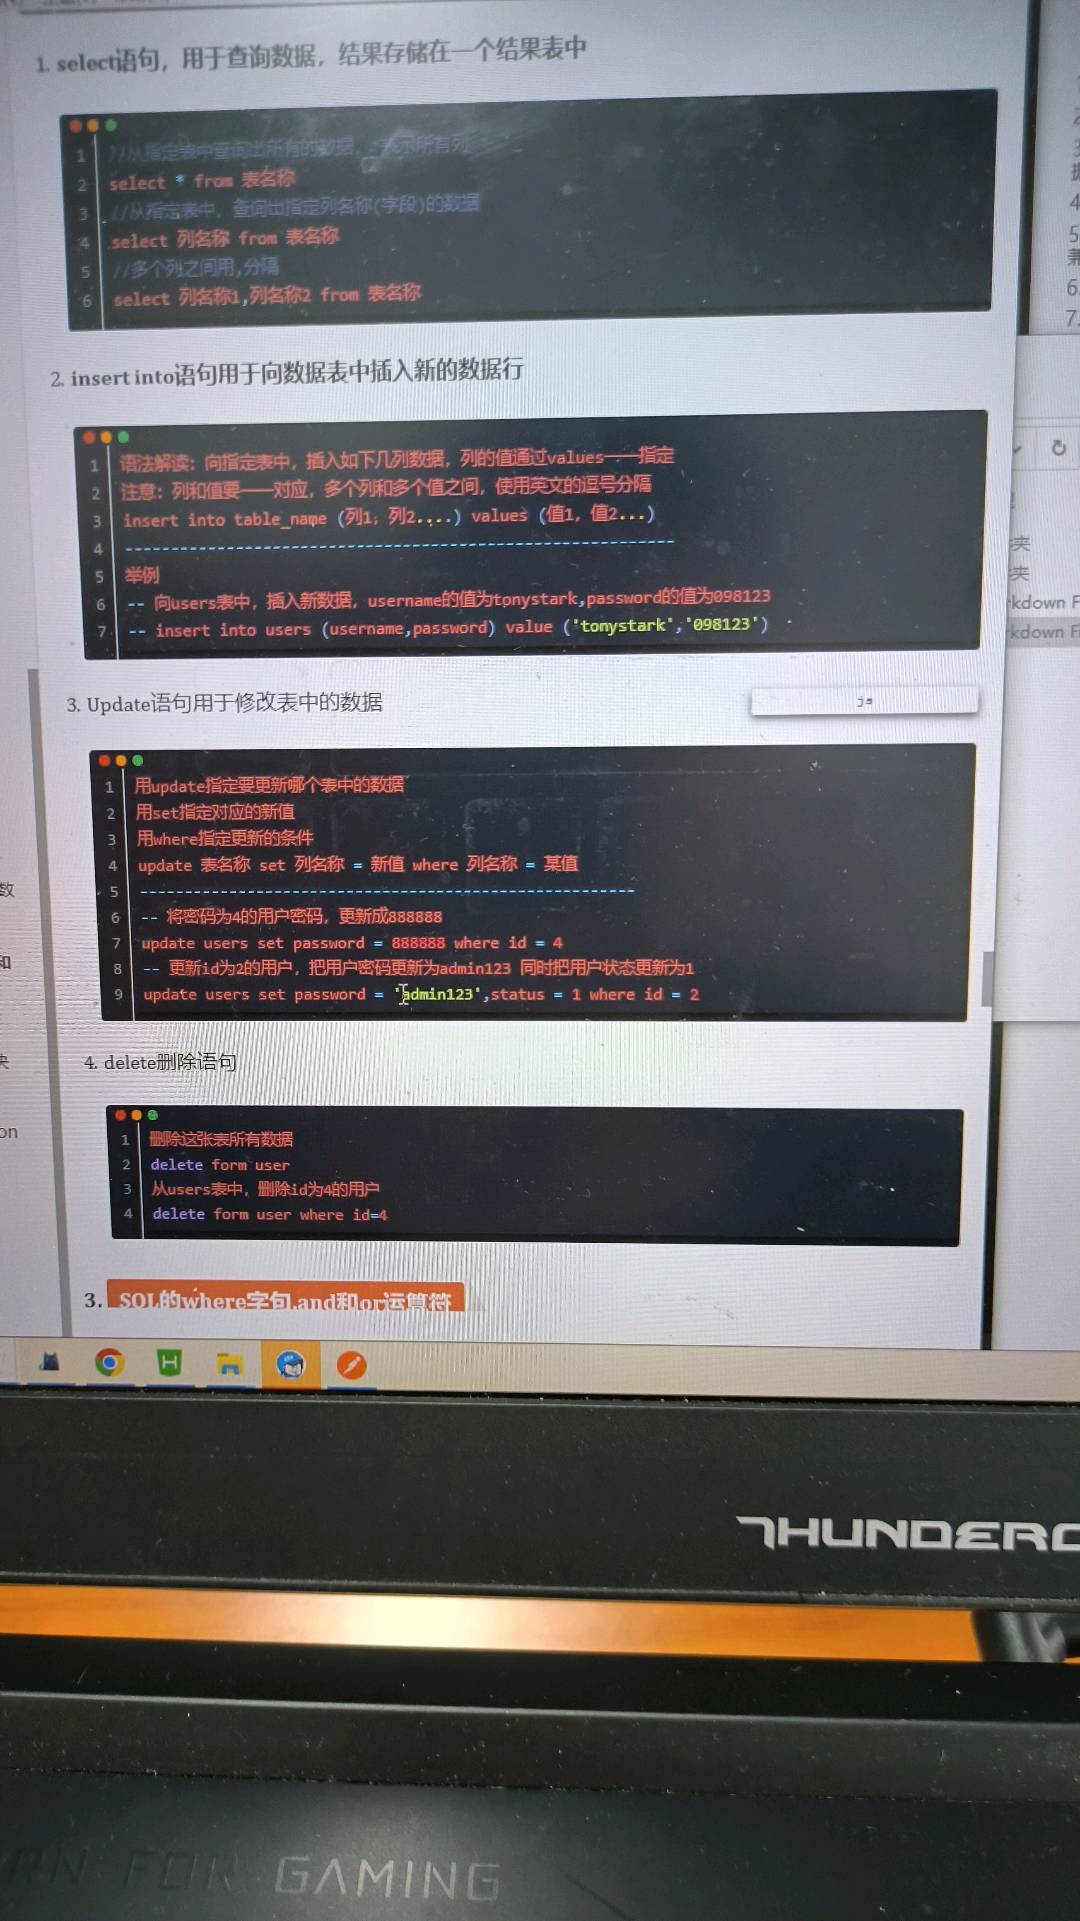 1. select语句，用于查询数据，结果存储在一个结果表中
1 //从指定表中查询出所有的数据，*表示所有列
2 select * from 表名称
3 //从指定表中，查询出指定列名称(字段)的数据
4 select 列名称 from 表名称
5 //多个列之间用,分隔
6 select 列名称1,列名称2 from 表名称
2. insert into语句用于向数据表中插入新的数据行
1 语法解读：向指定表中，插入如下几列数据，列的值通过values一一指定
2 注意：列和值要一一对应，多个列和多个值之间，使用英文的逗号分隔
3 insert into table_name (列1，列2....) values (值1，值2...)
4 -------------------------------------------------------------
5 举例
6 -- 向users表中，插入新数据，username的值为tonystark,password的值为098123
7 -- insert into users (username,password) value ('tonystark','098123')
3. Update语句用于修改表中的数据
js
1 用update指定要更新哪个表中的数据
2 用set指定对应的新值
3 用where指定更新的条件
4 update 表名称 set 列名称 = 新值 where 列名称 = 某值
5 -------------------------------------------------------
6 -- 将密码为4的用户密码，更新成888888
7 update users set password = 888888 where id = 4
8 -- 更新id为2的用户，把用户密码更新为admin123 同时把用户状态更新为1
9 update users set password = 'admin123',status = 1 where id = 2
4. delete删除语句
1 删除这张表所有数据
2 delete form user
3 从users表中，删除id为4的用户
4 delete form user where id=4
3. SQL的where字句,and和or运算符
数
和
on
4
5
6.
7.
夹
夹
kdown F
kdown F
THUNDERO
RN FOR GAMING